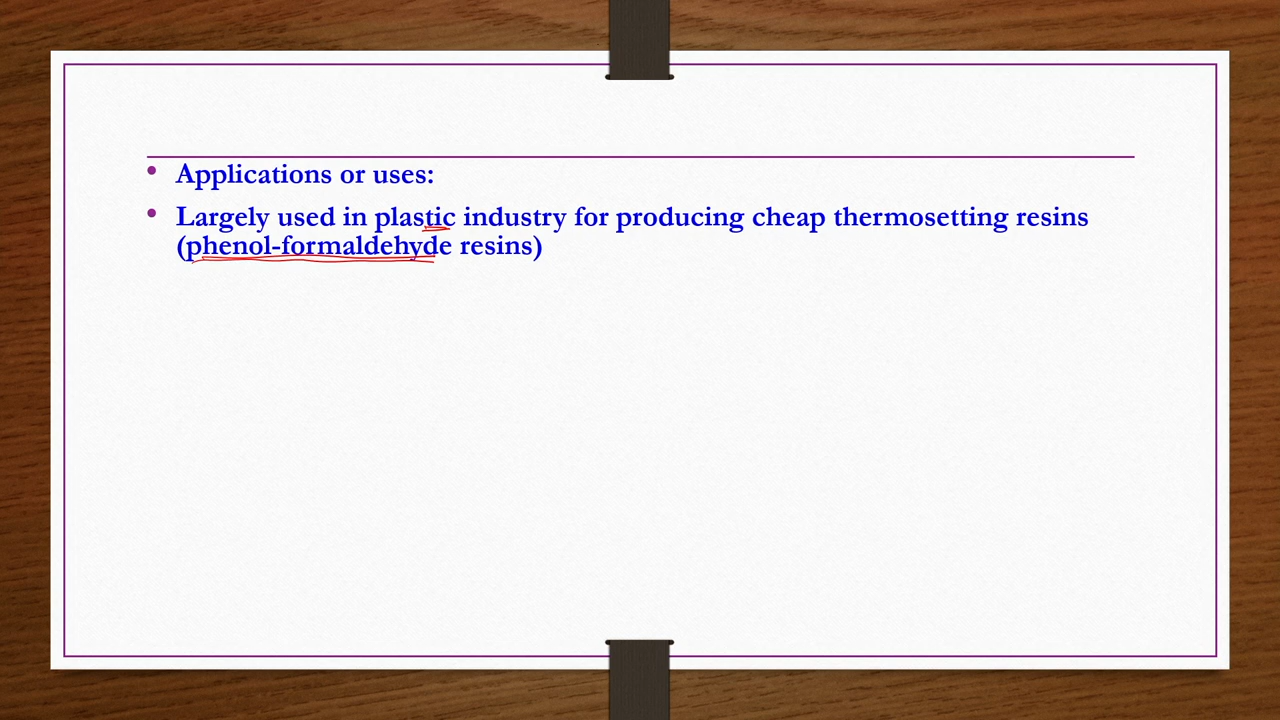 • Applications or uses:
• Largely used in plastic industry for producing cheap thermosetting resins
(phenol-formaldehyde resins)